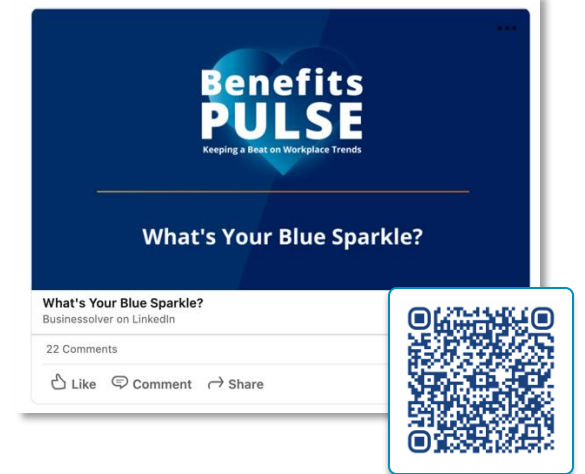 Benefits
PULSE
Keeping a Beat on Workplace Trends
What's Your Blue Sparkle?
What's Your Blue Sparkle?
Businessolver on LinkedIn
22 Comments
Like Comment Share